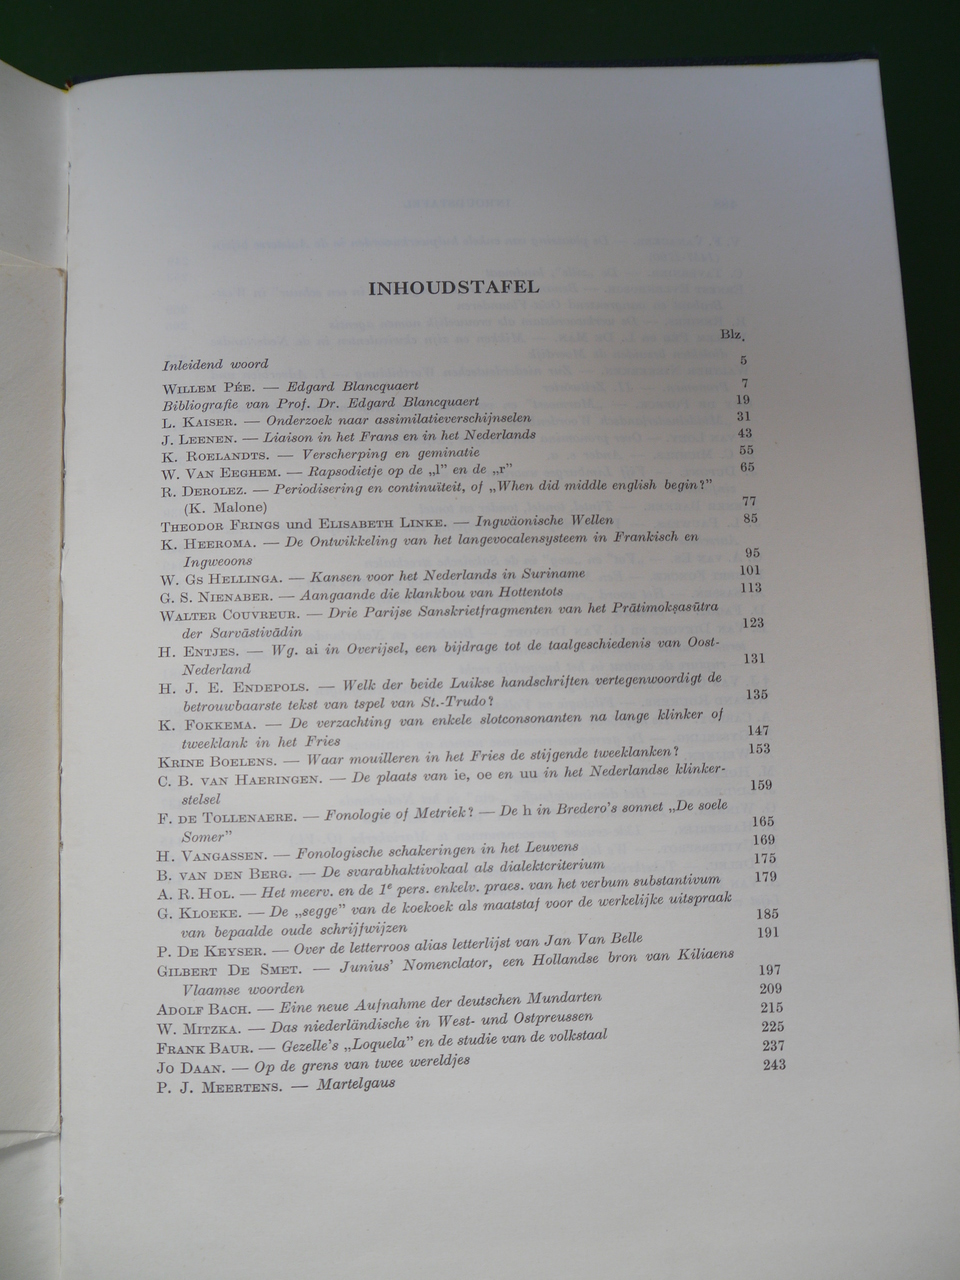 INHOUDSTAFEL
Blz.
Inleidend woord 5
WILLEM PÉE. — Edgard Blancquaert 7
Bibliografie van Prof. Dr. Edgard Blancquaert 19
L. KAISER. — Onderzoek naar assimilatieverschijnselen 31
J. LEENEN. — Liaison in het Frans en in het Nederlands 43
K. ROELANDTS. — Verscherping en geminatie 55
W. VAN EEGHEM. — Rapsodietje op de „l” en de „r” 65
R. DEROLEZ. — Periodisering en continuïteit, of „When did middle english begin?”
(K. Malone) 77
THEODOR FRINGS und ELISABETH LINKE. — Ingwäonische Wellen 85
K. HEEROMA. — De Ontwikkeling van het langevocalensysteem in Frankisch en
Ingweoons 95
W. Gs HELLINGA. — Kansen voor het Nederlands in Suriname 101
G. S. NIENABER. — Aangaande die klankbou van Hottentots 113
WALTER COUVREUR. — Drie Parijse Sanskrietfragmenten van het Prātimokṣasūtra
der Sarvāstivādin 123
H. ENTJES. — Wg. ai in Overijsel, een bijdrage tot de taalgeschiedenis van Oost-
Nederland 131
H. J. E. ENDEPOLS. — Welk der beide Luikse handschriften vertegenwoordigt de
betrouwbaarste tekst van tspel van St.-Trudo? 135
K. FOKKEMA. — De verzachting van enkele slotconsonanten na lange klinker of
tweeklank in het Fries 147
KRINE BOELENS. — Waar mouilleren in het Fries de stijgende tweeklanken? 153
C. B. VAN HAERINGEN. — De plaats van ie, oe en uu in het Nederlandse klinker-
stelsel 159
F. DE TOLLENAERE. — Fonologie of Metriek? — De h in Bredero's sonnet „De soele
Somer” 165
H. VANGASSEN. — Fonologische schakeringen in het Leuvens 169
B. VAN DEN BERG. — De svarabhaktivokaal als dialektcriterium 175
A. R. HOL. — Het meerv. en de 1e pers. enkelv. praes. van het verbum substantivum 179
G. KLOEKE. — De „segge” van de koekoek als maatstaf voor de werkelijke uitspraak
van bepaalde oude schrijfwijzen 185
P. DE KEYSER. — Over de letterroos alias letterlijst van Jan Van Belle 191
GILBERT DE SMET. — Junius' Nomenclator, een Hollandse bron van Kiliaens
Vlaamse woorden 197
ADOLF BACH. — Eine neue Aufnahme der deutschen Mundarten 209
W. MITZKA. — Das niederländische in West- und Ostpreussen 215
FRANK BAUR. — Gezelle's „Loquela” en de studie van de volkstaal 225
JO DAAN. — Op de grens van twee wereldjes 237
P. J. MEERTENS. — Martelgaus 243